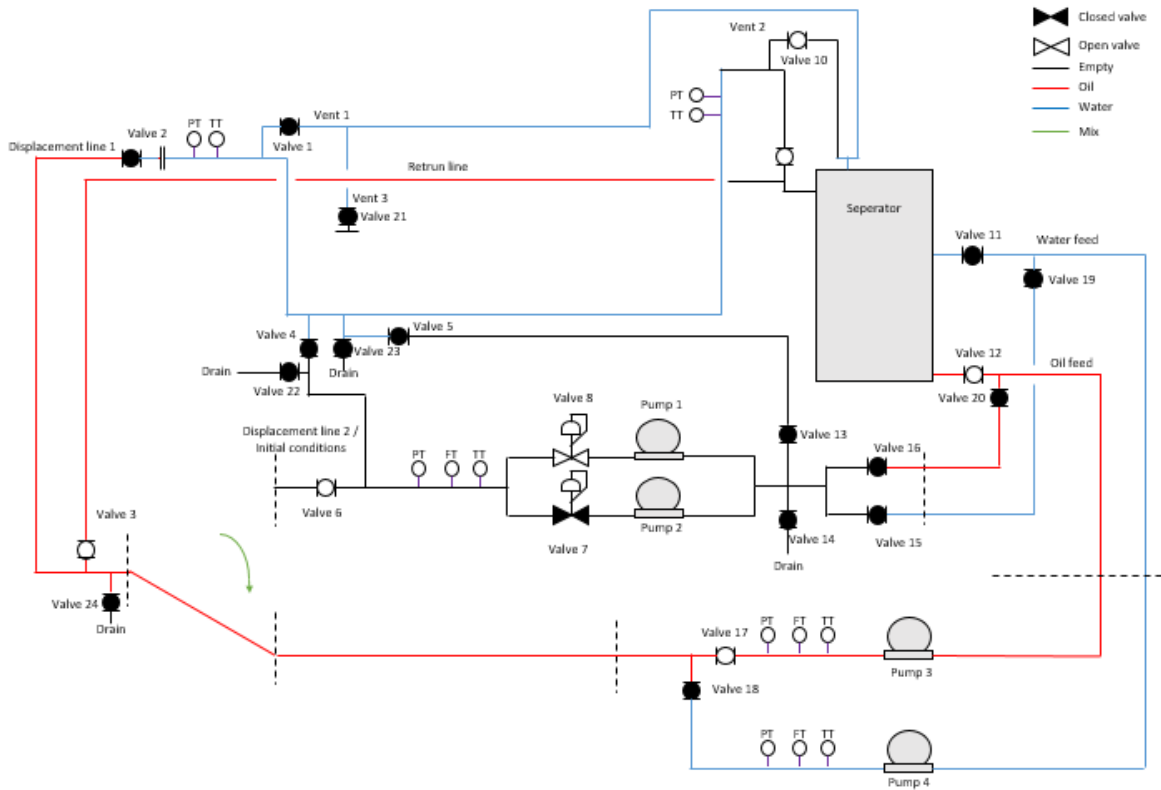 Closed valve
Vent 2
Open valve
Valve 10
Empty
Oil
PT
TT
Water
Mix
PT TT
Vent 1
Valve 2
Displacement line 1
Valve 1
Retrun line
Vent 3
Valve 21
Seperator
Valve 11
Water feed
Valve 19
Valve 4
Valve 5
Valve 23
Drain
Drain
Valve 22
Valve 12
Oil feed
Valve 20
Valve 8
Pump 1
Displacement line 2 /
Initial conditions
Valve 13
Valve 16
PT FT TT
Valve 6
Valve 3
Pump 2
Valve 7
Valve 14
Valve 15
Drain
Valve 24
Drain
Valve 17
PT FT TT
Pump 3
Valve 18
PT FT TT
Pump 4